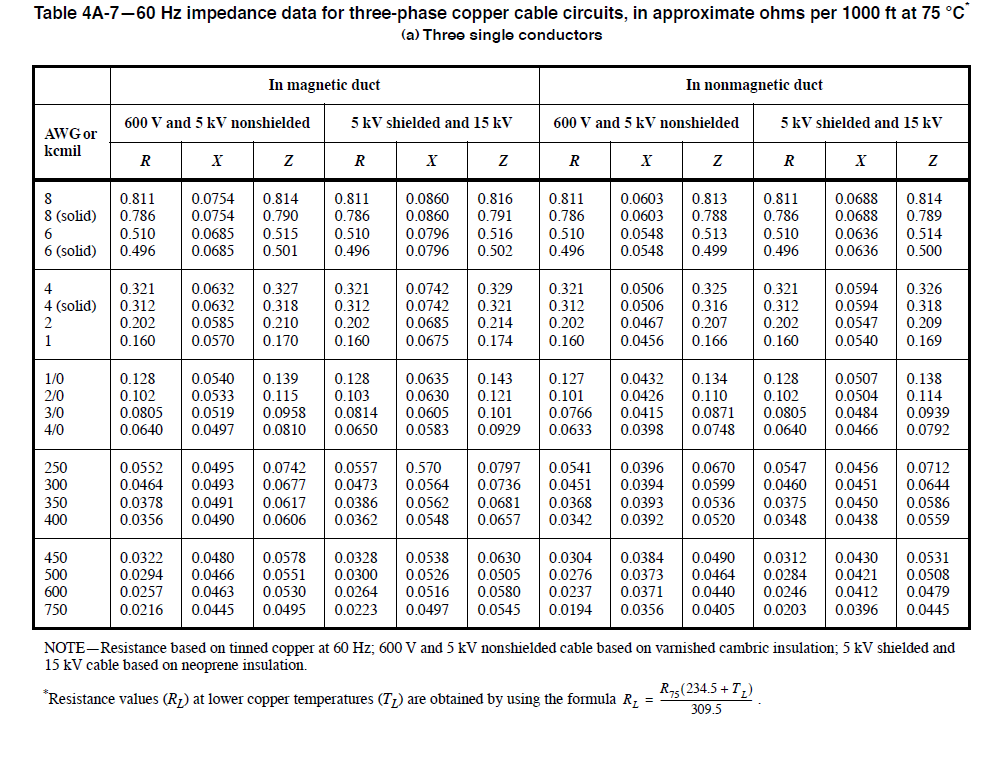 Table 4A-7—60 Hz impedance data for three-phase copper cable circuits, in approximate ohms per 1000 ft at 75 °C*
(a) Three single conductors
In magnetic duct In nonmagnetic duct
AWG or
kcmil
600 V and 5 kV nonshielded 5 kV shielded and 15 kV 600 V and 5 kV nonshielded 5 kV shielded and 15 kV
R X Z R X Z R X Z R X Z
8 0.811 0.0754 0.814 0.811 0.0860 0.816 0.811 0.0603 0.813 0.811 0.0688 0.814
8 (solid) 0.786 0.0754 0.790 0.786 0.0860 0.791 0.786 0.0603 0.788 0.786 0.0688 0.789
6 0.510 0.0685 0.515 0.510 0.0796 0.516 0.510 0.0548 0.513 0.510 0.0636 0.514
6 (solid) 0.496 0.0685 0.501 0.496 0.0796 0.502 0.496 0.0548 0.499 0.496 0.0636 0.500
4 0.321 0.0632 0.327 0.321 0.0742 0.329 0.321 0.0506 0.325 0.321 0.0594 0.326
4 (solid) 0.312 0.0632 0.318 0.312 0.0742 0.321 0.312 0.0506 0.316 0.312 0.0594 0.318
2 0.202 0.0585 0.210 0.202 0.0685 0.214 0.202 0.0467 0.207 0.202 0.0547 0.209
1 0.160 0.0570 0.170 0.160 0.0675 0.174 0.160 0.0456 0.166 0.160 0.0540 0.169
1/0 0.128 0.0540 0.139 0.128 0.0635 0.143 0.127 0.0432 0.134 0.128 0.0507 0.138
2/0 0.102 0.0533 0.115 0.103 0.0630 0.121 0.101 0.0426 0.110 0.102 0.0504 0.114
3/0 0.0805 0.0519 0.0958 0.0814 0.0605 0.101 0.0766 0.0415 0.0871 0.0805 0.0484 0.0939
4/0 0.0640 0.0497 0.0810 0.0650 0.0583 0.0929 0.0633 0.0398 0.0748 0.0640 0.0466 0.0792
250 0.0552 0.0495 0.0742 0.0557 0.570 0.0797 0.0541 0.0396 0.0670 0.0547 0.0456 0.0712
300 0.0464 0.0493 0.0677 0.0473 0.0564 0.0736 0.0451 0.0394 0.0599 0.0460 0.0451 0.0644
350 0.0378 0.0491 0.0617 0.0386 0.0562 0.0681 0.0368 0.0393 0.0536 0.0375 0.0450 0.0586
400 0.0356 0.0490 0.0606 0.0362 0.0548 0.0657 0.0342 0.0392 0.0520 0.0348 0.0438 0.0559
450 0.0322 0.0480 0.0578 0.0328 0.0538 0.0630 0.0304 0.0384 0.0490 0.0312 0.0430 0.0531
500 0.0294 0.0466 0.0551 0.0300 0.0526 0.0505 0.0276 0.0373 0.0464 0.0284 0.0421 0.0508
600 0.0257 0.0463 0.0530 0.0264 0.0516 0.0580 0.0237 0.0371 0.0440 0.0246 0.0412 0.0479
750 0.0216 0.0445 0.0495 0.0223 0.0497 0.0545 0.0194 0.0356 0.0405 0.0203 0.0396 0.0445
NOTE—Resistance based on tinned copper at 60 Hz; 600 V and 5 kV nonshielded cable based on varnished cambric insulation; 5 kV shielded and
15 kV cable based on neoprene insulation.
*Resistance values (R_L) at lower copper temperatures (T_L) are obtained by using the formula R_L = R_75(234.5 + T_L) / 309.5 .